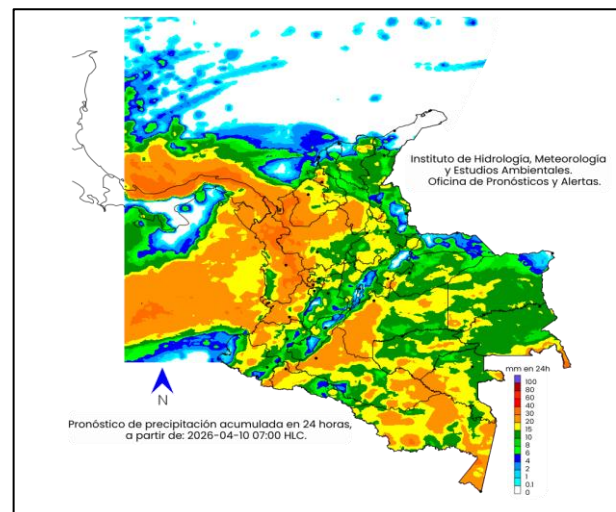 Instituto de Hidrología, Meteorología
y Estudios Ambientales.
Oficina de Pronósticos y Alertas.
mm en 24h
100
80
60
40
30
20
15
10
8
6
4
2
1
0.1
0
N
Pronóstico de precipitación acumulada en 24 horas,
a partir de: 2026-04-10 07:00 HLC.